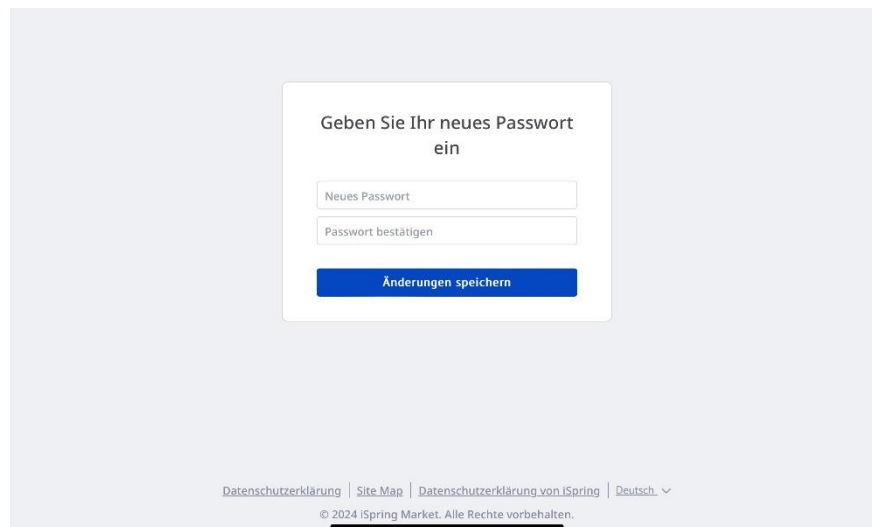 Geben Sie Ihr neues Passwort
ein
Neues Passwort
Passwort bestätigen
Änderungen speichern
Datenschutzerklärung | Site Map | Datenschutzerklärung von iSpring | Deutsch
© 2024 iSpring Market. Alle Rechte vorbehalten.